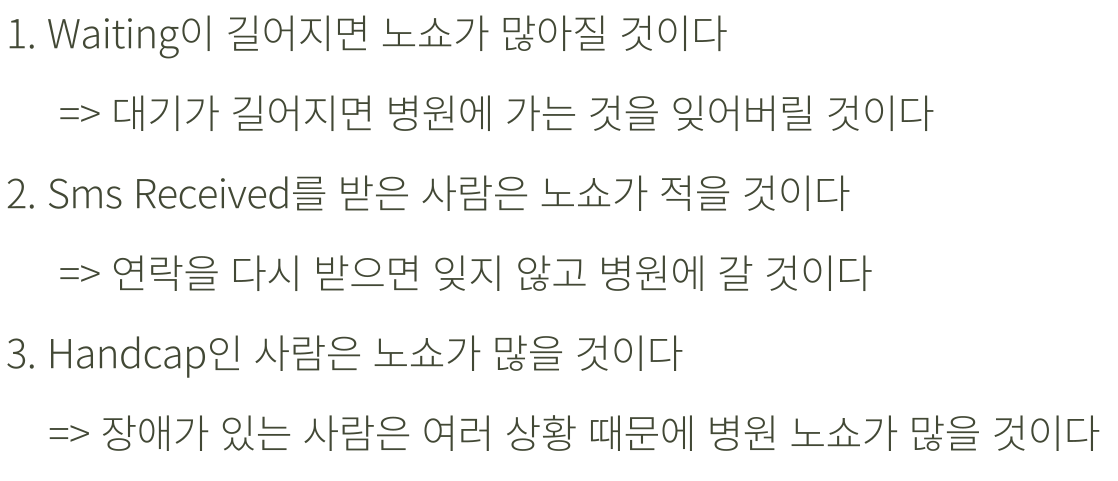 1. Waiting이 길어지면 노쇼가 많아질 것이다
=> 대기가 길어지면 병원에 가는 것을 잊어버릴 것이다
2. Sms Received를 받은 사람은 노쇼가 적을 것이다
=> 연락을 다시 받으면 잊지 않고 병원에 갈 것이다
3. Handcap인 사람은 노쇼가 많을 것이다
=> 장애가 있는 사람은 여러 상황 때문에 병원 노쇼가 많을 것이다